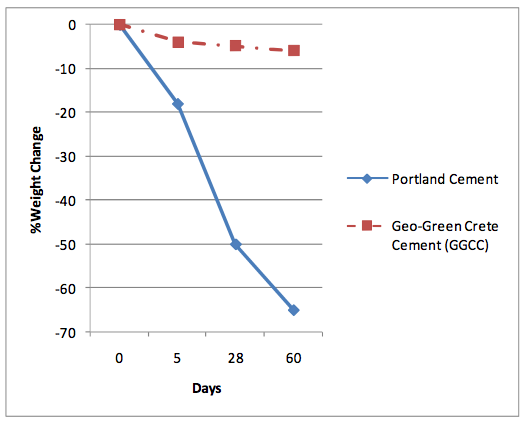 0
-10
-20
-30
-40
-50
-60
-70
%Weight Change
0 5 28 60
Days
Portland Cement
Geo-Green Crete
Cement (GGCC)